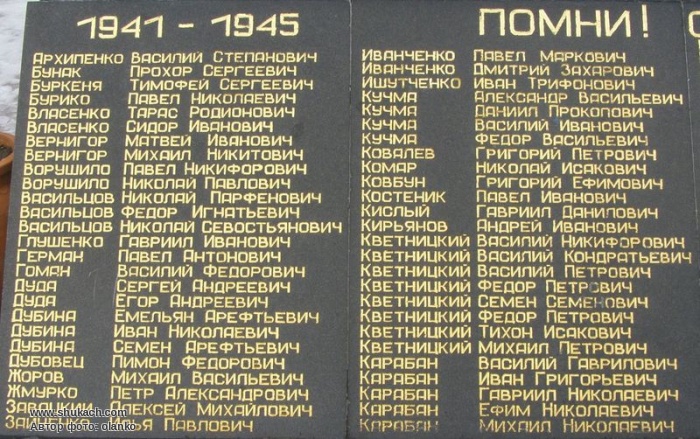 1941 - 1945
АРХИПЕНКО ВАСИЛИЙ СТЕПАНОВИЧ
БУНАК ПРОХОР СЕРГЕЕВИЧ
БУРКЕНЯ ТИМОФЕЙ СЕРГЕЕВИЧ
БУРИКО ПАВЕЛ НИКОЛАЕВИЧ
ВЛАСЕНКО ТАРАС РОДИОНОВИЧ
ВЛАСЕНКО СИДОР ИВАНОВИЧ
ВЕРНИГОР МАТВЕЙ ИВАНОВИЧ
ВЕРНИГОР МИХАИЛ НИКИТОВИЧ
ВОРУШИЛО ПАВЕЛ НИКИФОРОВИЧ
ВОРУШИЛО НИКОЛАЙ ПАВЛОВИЧ
ВАСИЛЬЦОВ НИКОЛАЙ ПАРФЕНОВИЧ
ВАСИЛЬЦОВ ФЕДОР ИГНАТЬЕВИЧ
ВАСИЛЬЦОВ НИКОЛАЙ СЕВОСТЬЯНОВИЧ
ГЛУШЕНКО ГАВРИИЛ ИВАНОВИЧ
ГЕРМАН ПАВЕЛ АНТОНОВИЧ
ГОМАН ВАСИЛИЙ ФЕДОРОВИЧ
ДУДА СЕРГЕЙ АНДРЕЕВИЧ
ДУДА ЕГОР АНДРЕЕВИЧ
ДУБИНА ЕМЕЛЬЯН АРЕФТЬЕВИЧ
ДУБИНА ИВАН НИКОЛАЕВИЧ
ДУБИНА СЕМЕН АРЕФТЬЕВИЧ
ДУБОВЕЦ ПИМОН ФЕДОРОВИЧ
ЖОРОВ МИХАИЛ ВАСИЛЬЕВИЧ
ЖМУРКО ПЕТР АЛЕКСАНДРОВИЧ
АЛЕКСЕЙ МИХАЙЛОВИЧ
ИЛЬЯ ПАВЛОВИЧ
ПОМНИ!
ИВАНЧЕНКО ПАВЕЛ МАРКОВИЧ
ИВАНЧЕНКО ДМИТРИЙ ЗАХАРОВИЧ
ИШУТЧЕНКО ИВАН ТРИФОНОВИЧ
КУЧМА АЛЕКСАНДР ВАСИЛЬЕВИЧ
КУЧМА ДАНИИЛ ПРОКОПОВИЧ
КУЧМА ВАСИЛИЙ ИВАНОВИЧ
КУЧМА ФЕДОР ВАСИЛЬЕВИЧ
КОВАЛЕВ ГРИГОРИЙ ПЕТРОВИЧ
КОМАР НИКОЛАЙ ИСАКОВИЧ
КОВБУН ГРИГОРИЙ ЕФИМОВИЧ
КОСТЕНИК ПАВЕЛ ИВАНОВИЧ
КИСЛЫЙ ГАВРИИЛ ДАНИЛОВИЧ
КИРЬЯНОВ АНДРЕЙ ИВАНОВИЧ
КВЕТНИЦКИЙ ВАСИЛИЙ НИКИФОРОВИЧ
КВЕТНИЦКИЙ ВАСИЛИЙ КОНДРАТЬЕВИЧ
КВЕТНИЦКИЙ ВАСИЛИЙ ПЕТРОВИЧ
КВЕТНИЦКИЙ ФЕДОР ПЕТРОВИЧ
КВЕТНИЦКИЙ СЕМЕН СЕМЕНОВИЧ
КВЕТНИЦКИЙ ФЕДОР ПЕТРОВИЧ
КВЕТНИЦКИЙ ТИХОН ИСАКОВИЧ
КВЕТНИЦКИЙ МИХАИЛ ПЕТРОВИЧ
КАРАБАН ВАСИЛИЙ ГАВРИЛОВИЧ
КАРАБАН ИВАН ГРИГОРЬЕВИЧ
КАРАБАН ГАВРИИЛ НИКОЛАЕВИЧ
КАРАБАН ЕФИМ НИКОЛАЕВИЧ
КАРАБАН МИХАИЛ НИКОЛАЕВИЧ
www.shukach.com
Автор фото: olanko